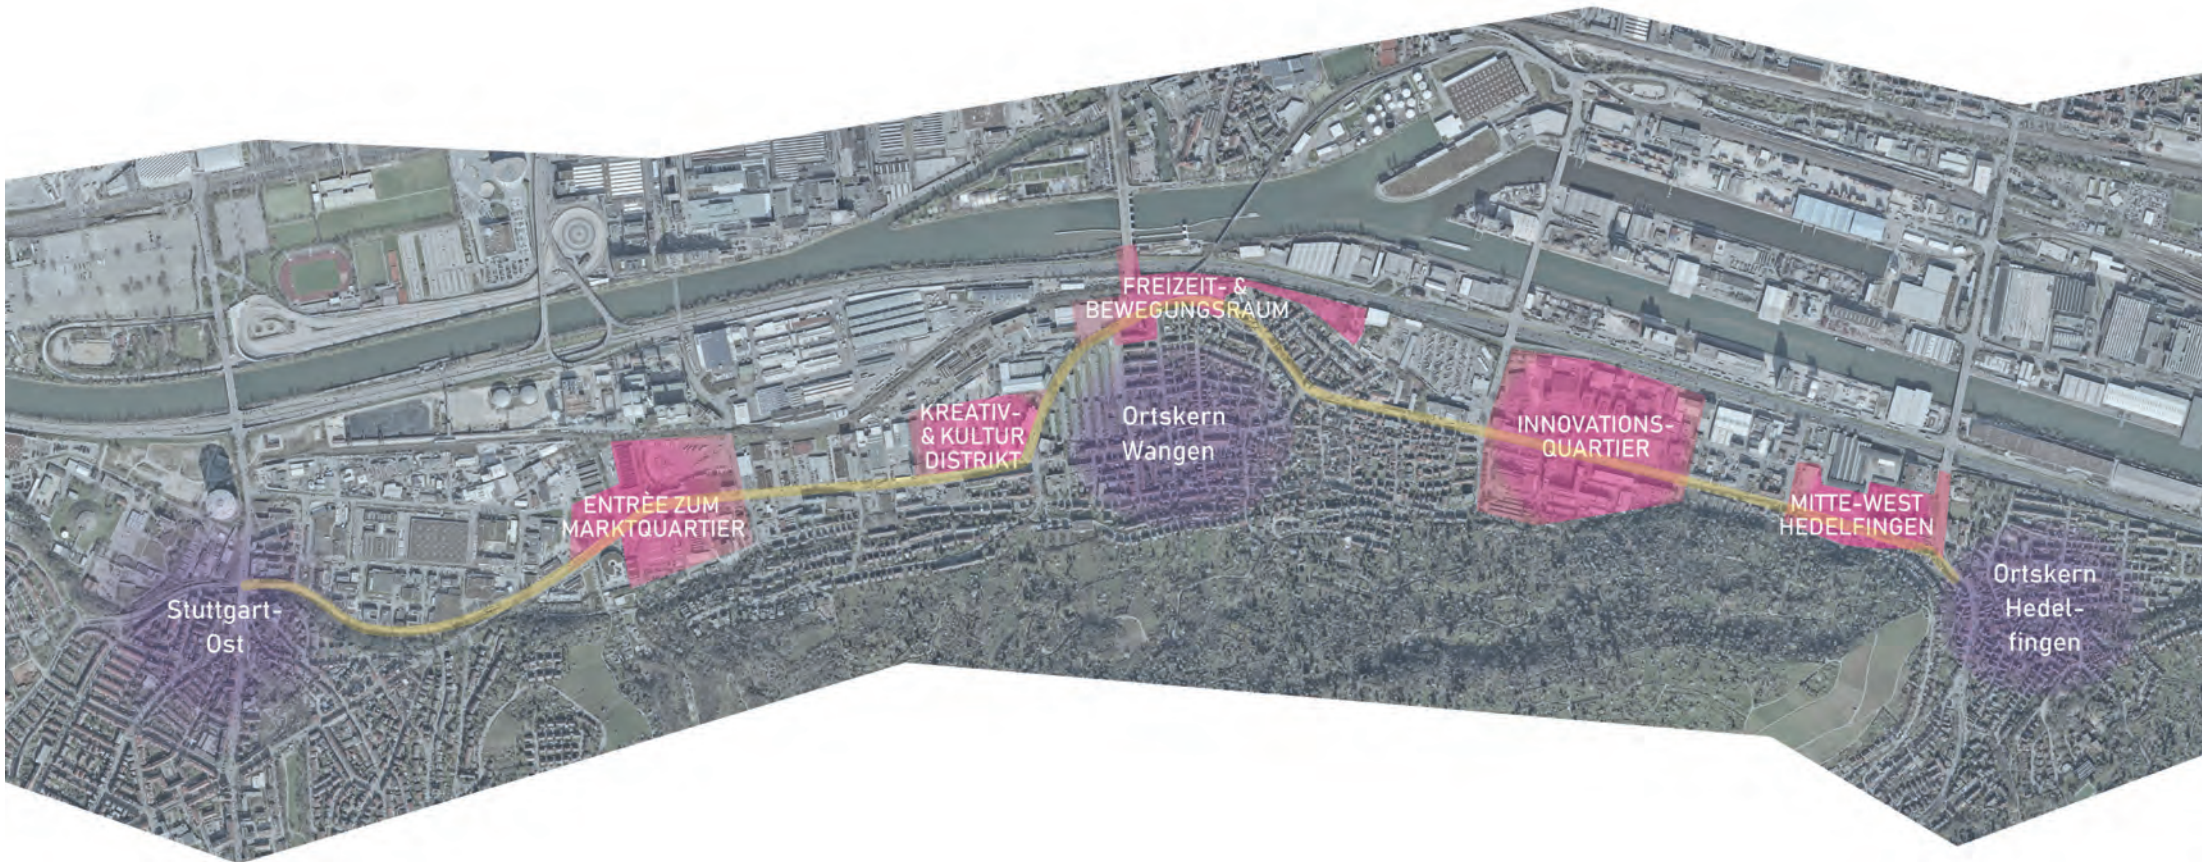 FREIZEIT- &
BEWEGUNGSRAUM
KREATIV-
& KULTUR
DISTRIKT
Ortskern
Wangen
INNOVATIONS-
QUARTIER
ENTRÈE ZUM
MARKTQUARTIER
MITTE-WEST
HEDELFINGEN
Stuttgart-
Ost
Ortskern
Hedel-
fingen